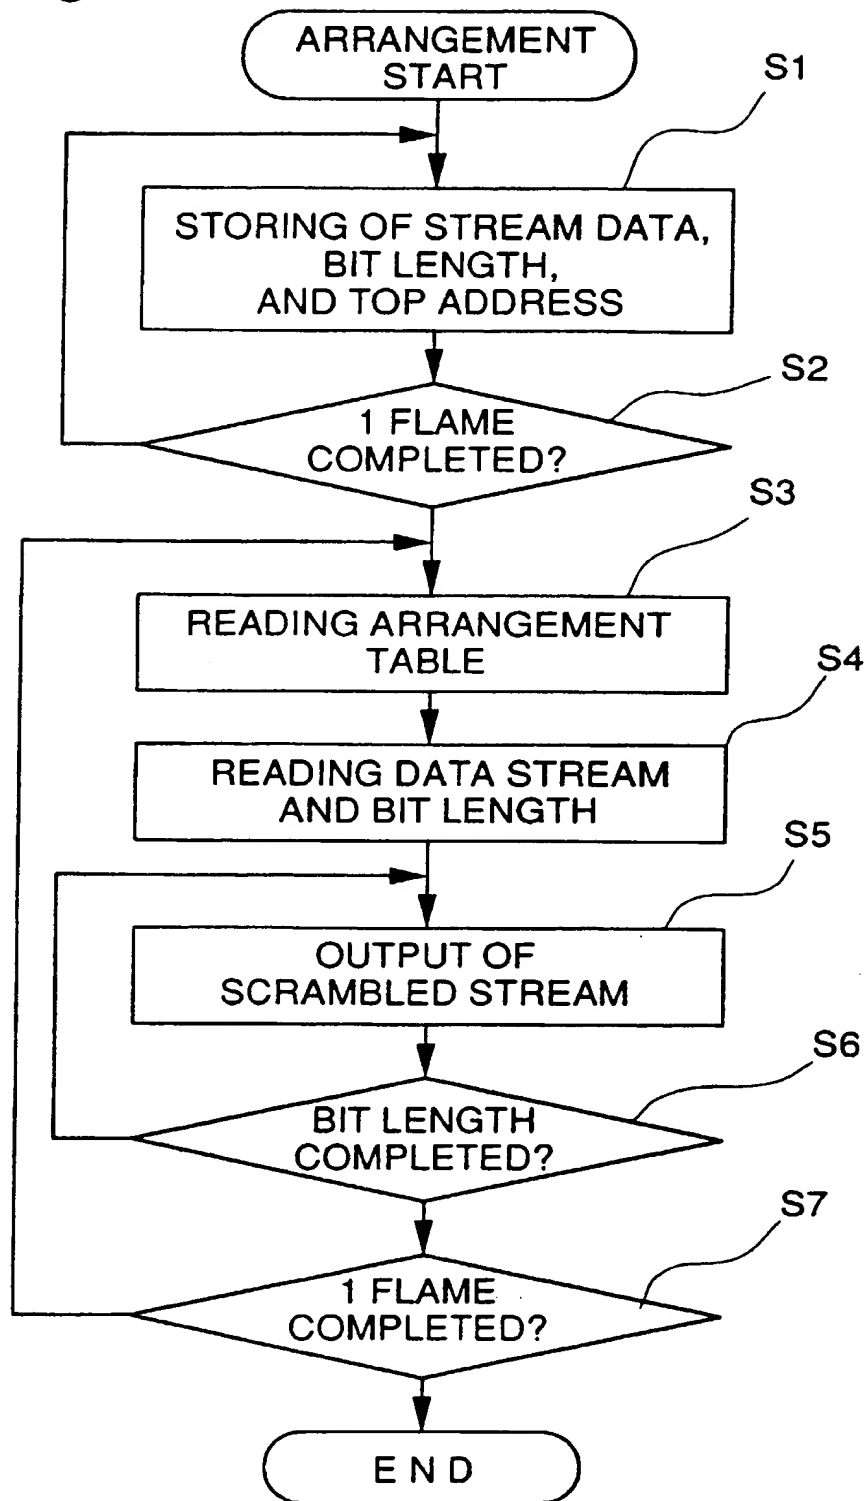 ARRANGEMENT
START
S1
STORING OF STREAM DATA,
BIT LENGTH,
AND TOP ADDRESS
S2
1 FLAME
COMPLETED?
S3
READING ARRANGEMENT
TABLE
S4
READING DATA STREAM
AND BIT LENGTH
S5
OUTPUT OF
SCRAMBLED STREAM
S6
BIT LENGTH
COMPLETED?
S7
1 FLAME
COMPLETED?
END